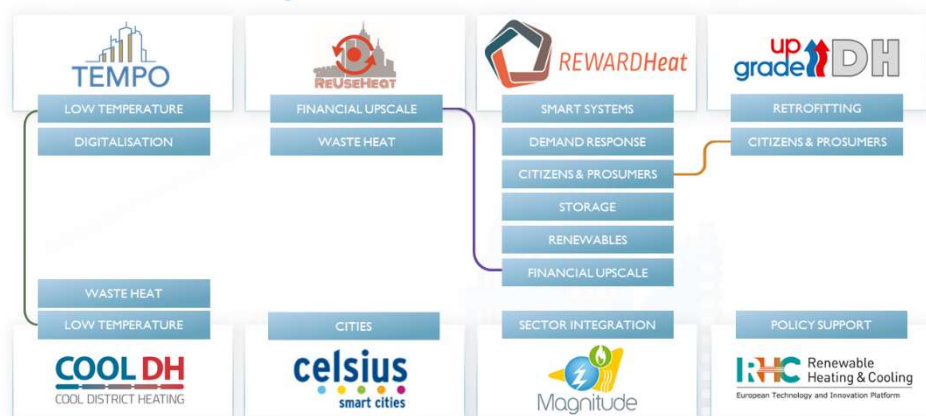 TEMPO
LOW TEMPERATURE
DIGITALISATION
REUSEHEAT
FINANCIAL UPSCALE
WASTE HEAT
REWARDHeat
SMART SYSTEMS
DEMAND RESPONSE
CITIZENS & PROSUMERS
STORAGE
RENEWABLES
FINANCIAL UPSCALE
up
grade DH
RETROFITTING
CITIZENS & PROSUMERS
WASTE HEAT
LOW TEMPERATURE
COOL DH
COOL DISTRICT HEATING
CITIES
celsius
smart cities
SECTOR INTEGRATION
Magnitude
POLICY SUPPORT
RHC Renewable
Heating & Cooling
European Technology and Innovation Platform